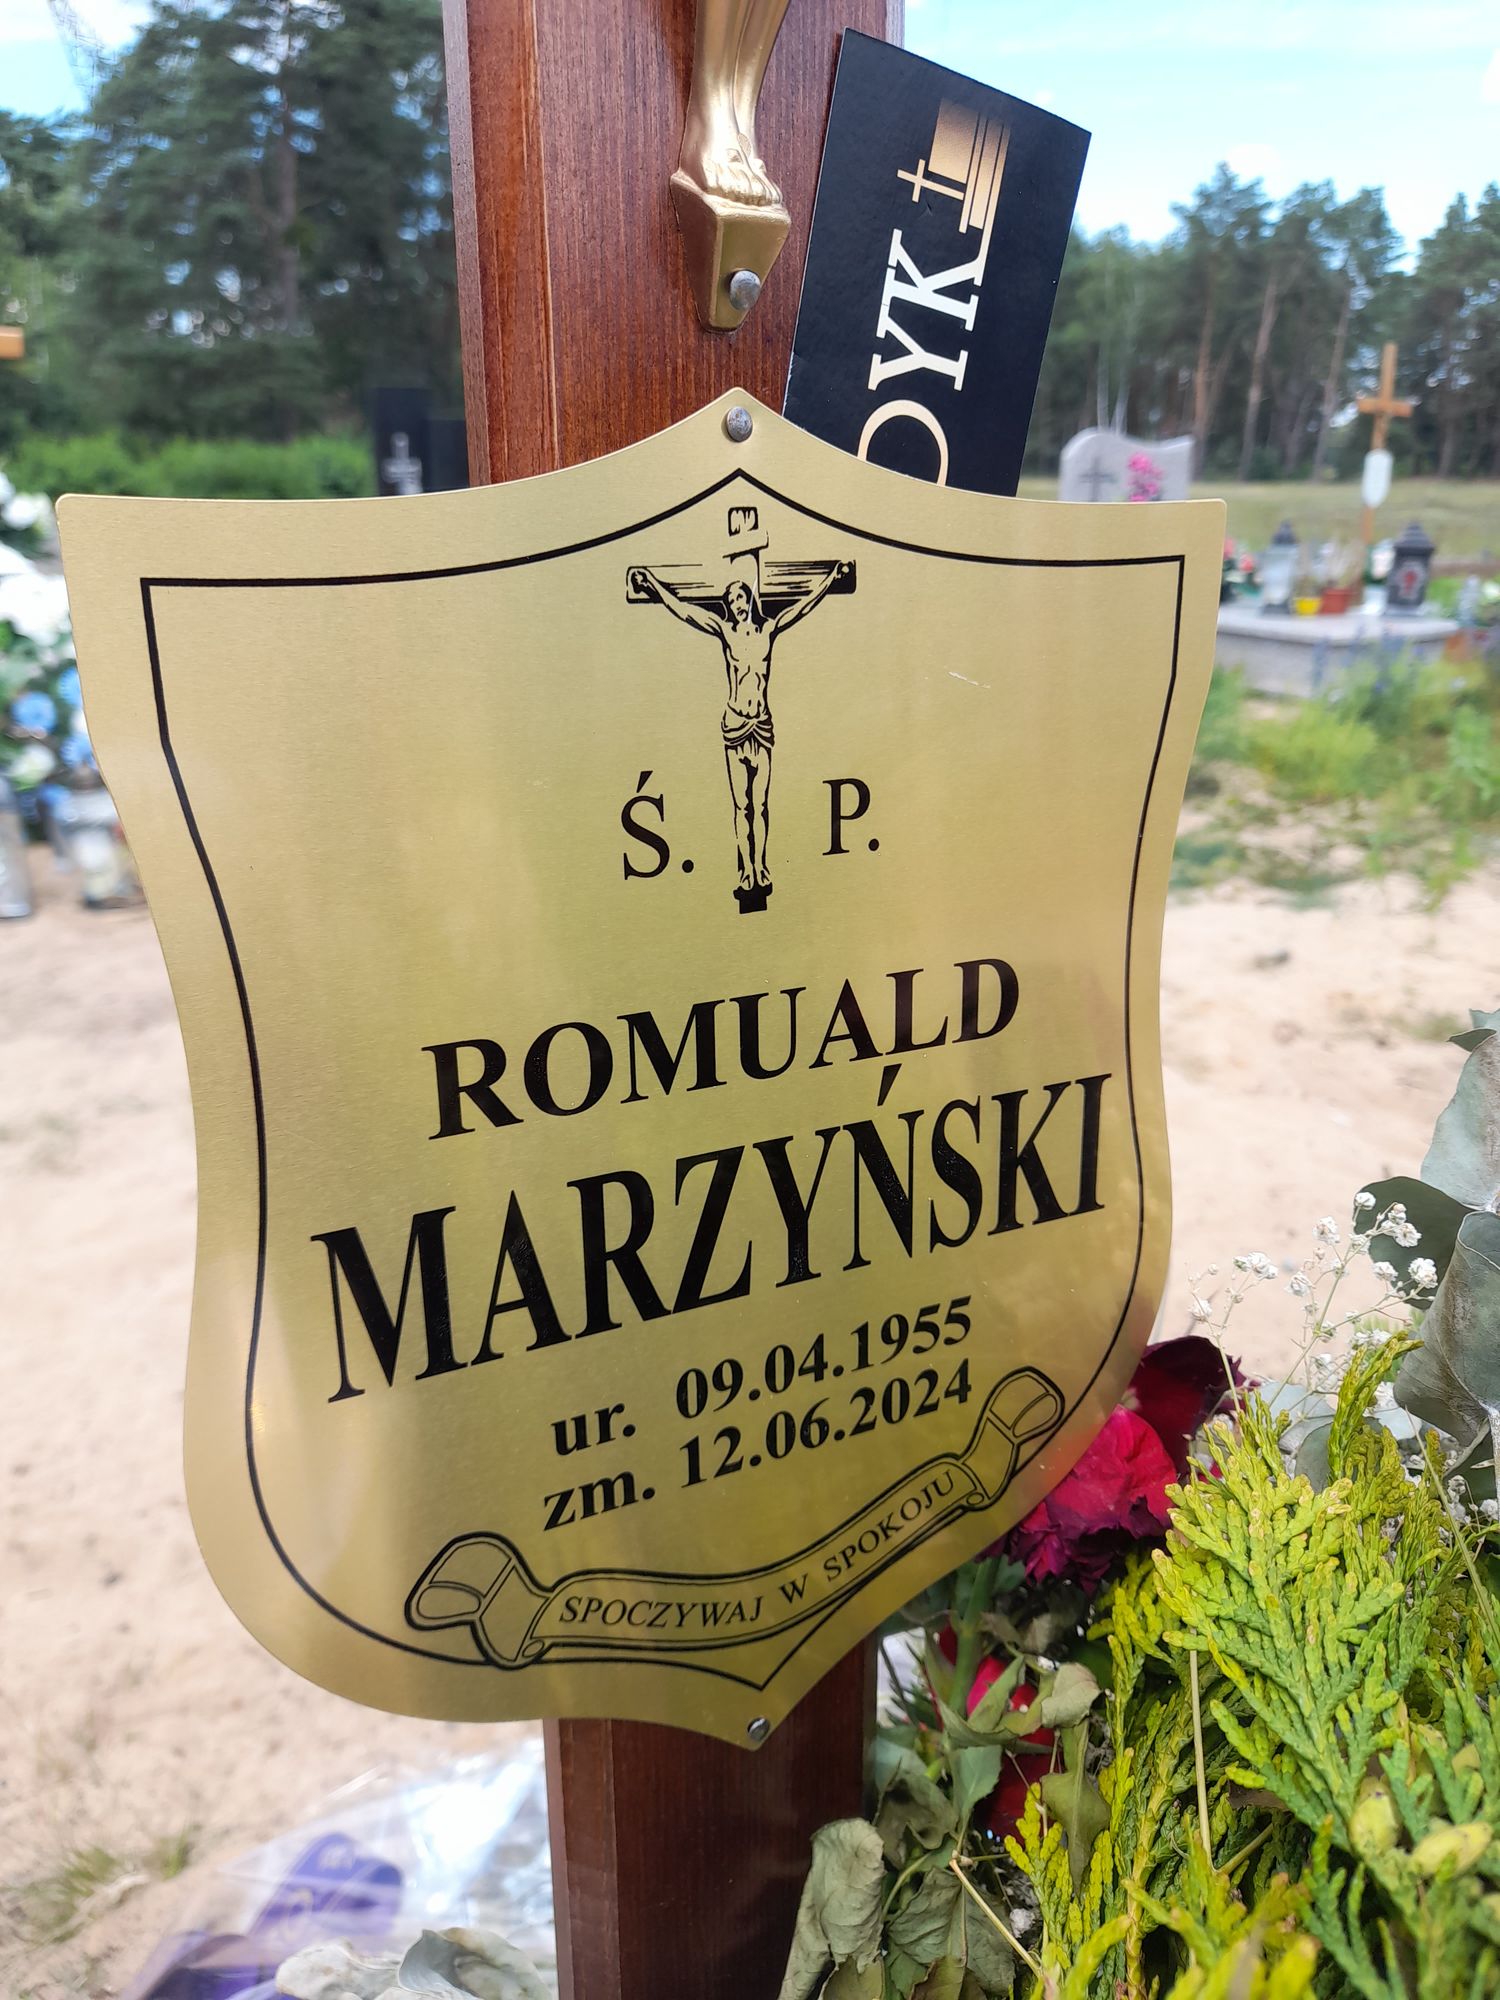 DYK
Ś. P.
ROMUALD
MARZYŃSKI
ur. 09.04.1955
zm. 12.06.2024
SPOCZYWAJ W SPOKOJU